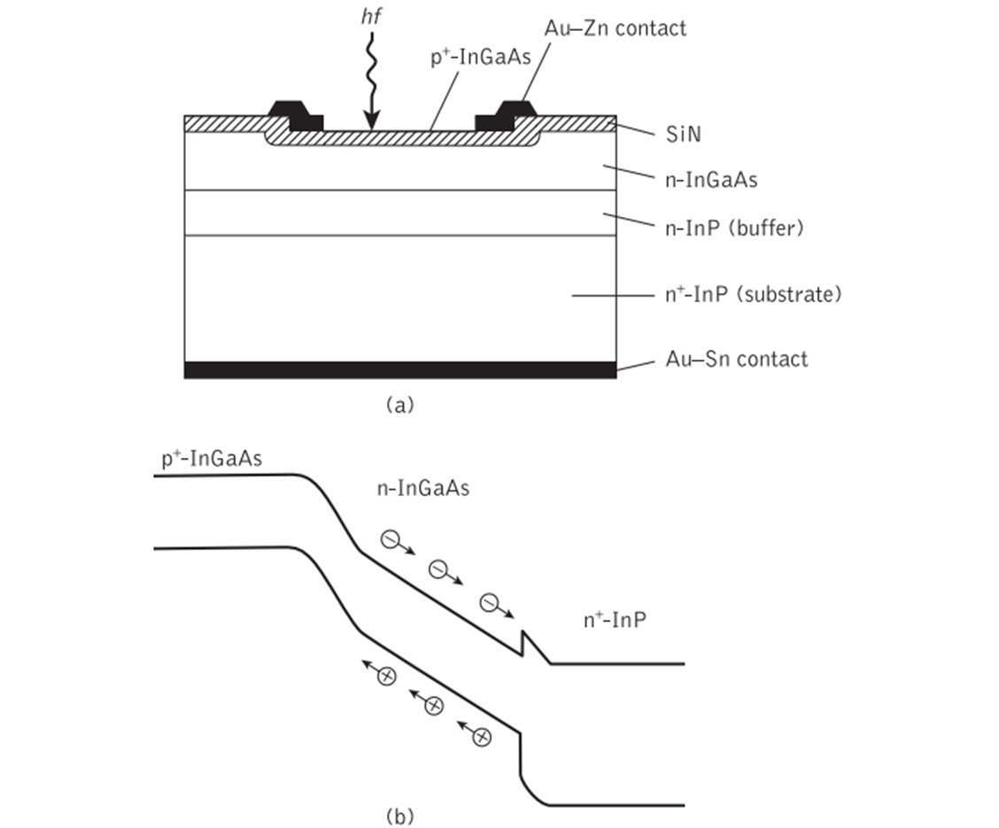 hf
Au–Zn contact
p⁺-InGaAs
SiN
n-InGaAs
n-InP (buffer)
n⁺-InP (substrate)
Au–Sn contact
(a)
p⁺-InGaAs
n-InGaAs
n⁺-InP
(b)